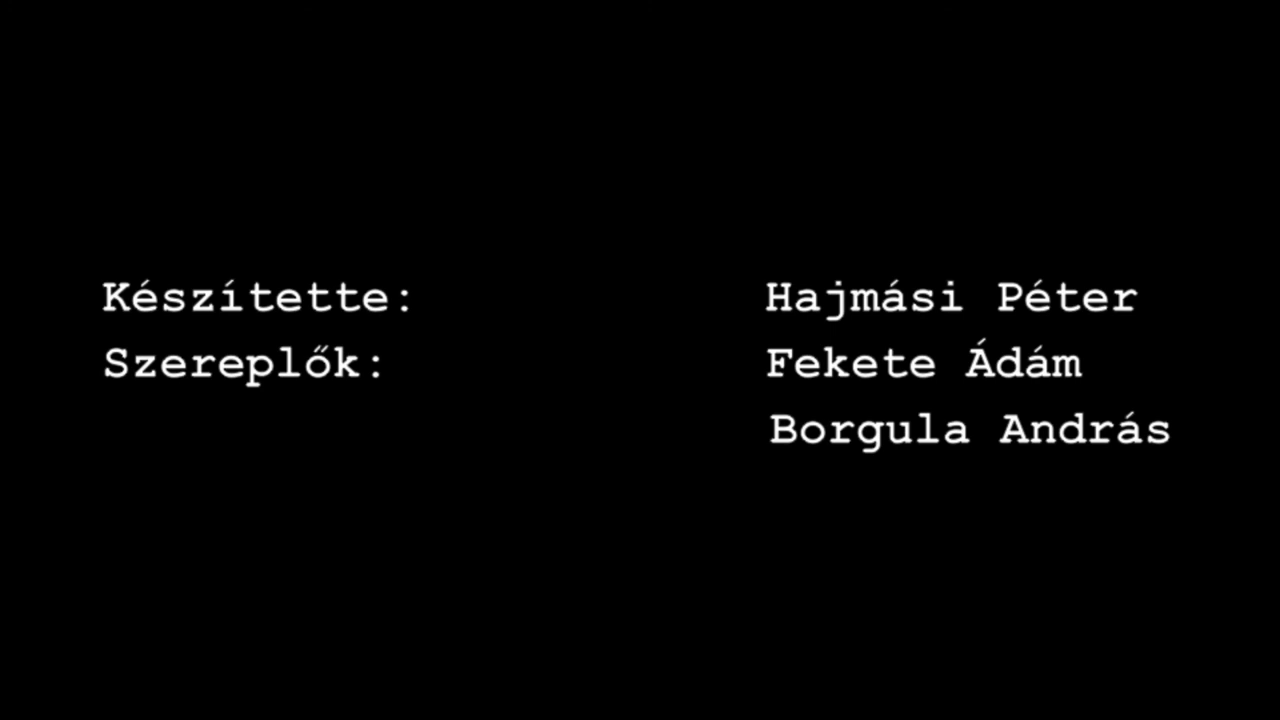 Készítette: Hajmási Péter
Szereplők: Fekete Ádám
Borgula András